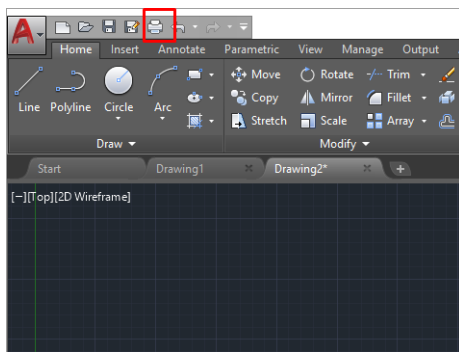 A
Home Insert Annotate Parametric View Manage Output
Line Polyline Circle Arc
Move Rotate Trim
Copy Mirror Fillet
Stretch Scale Array
Draw Modify
Start Drawing1 Drawing2*
[−][Top][2D Wireframe]